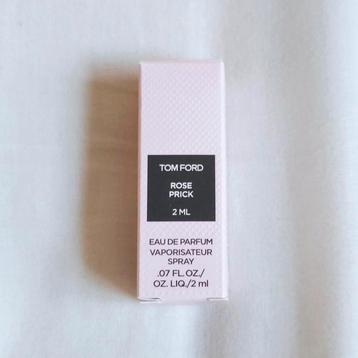 TOM FORD
ROSE
PRICK
2 ML
EAU DE PARFUM
VAPORISATEUR
SPRAY
.07 FL.OZ./
OZ. LIQ./2 ml